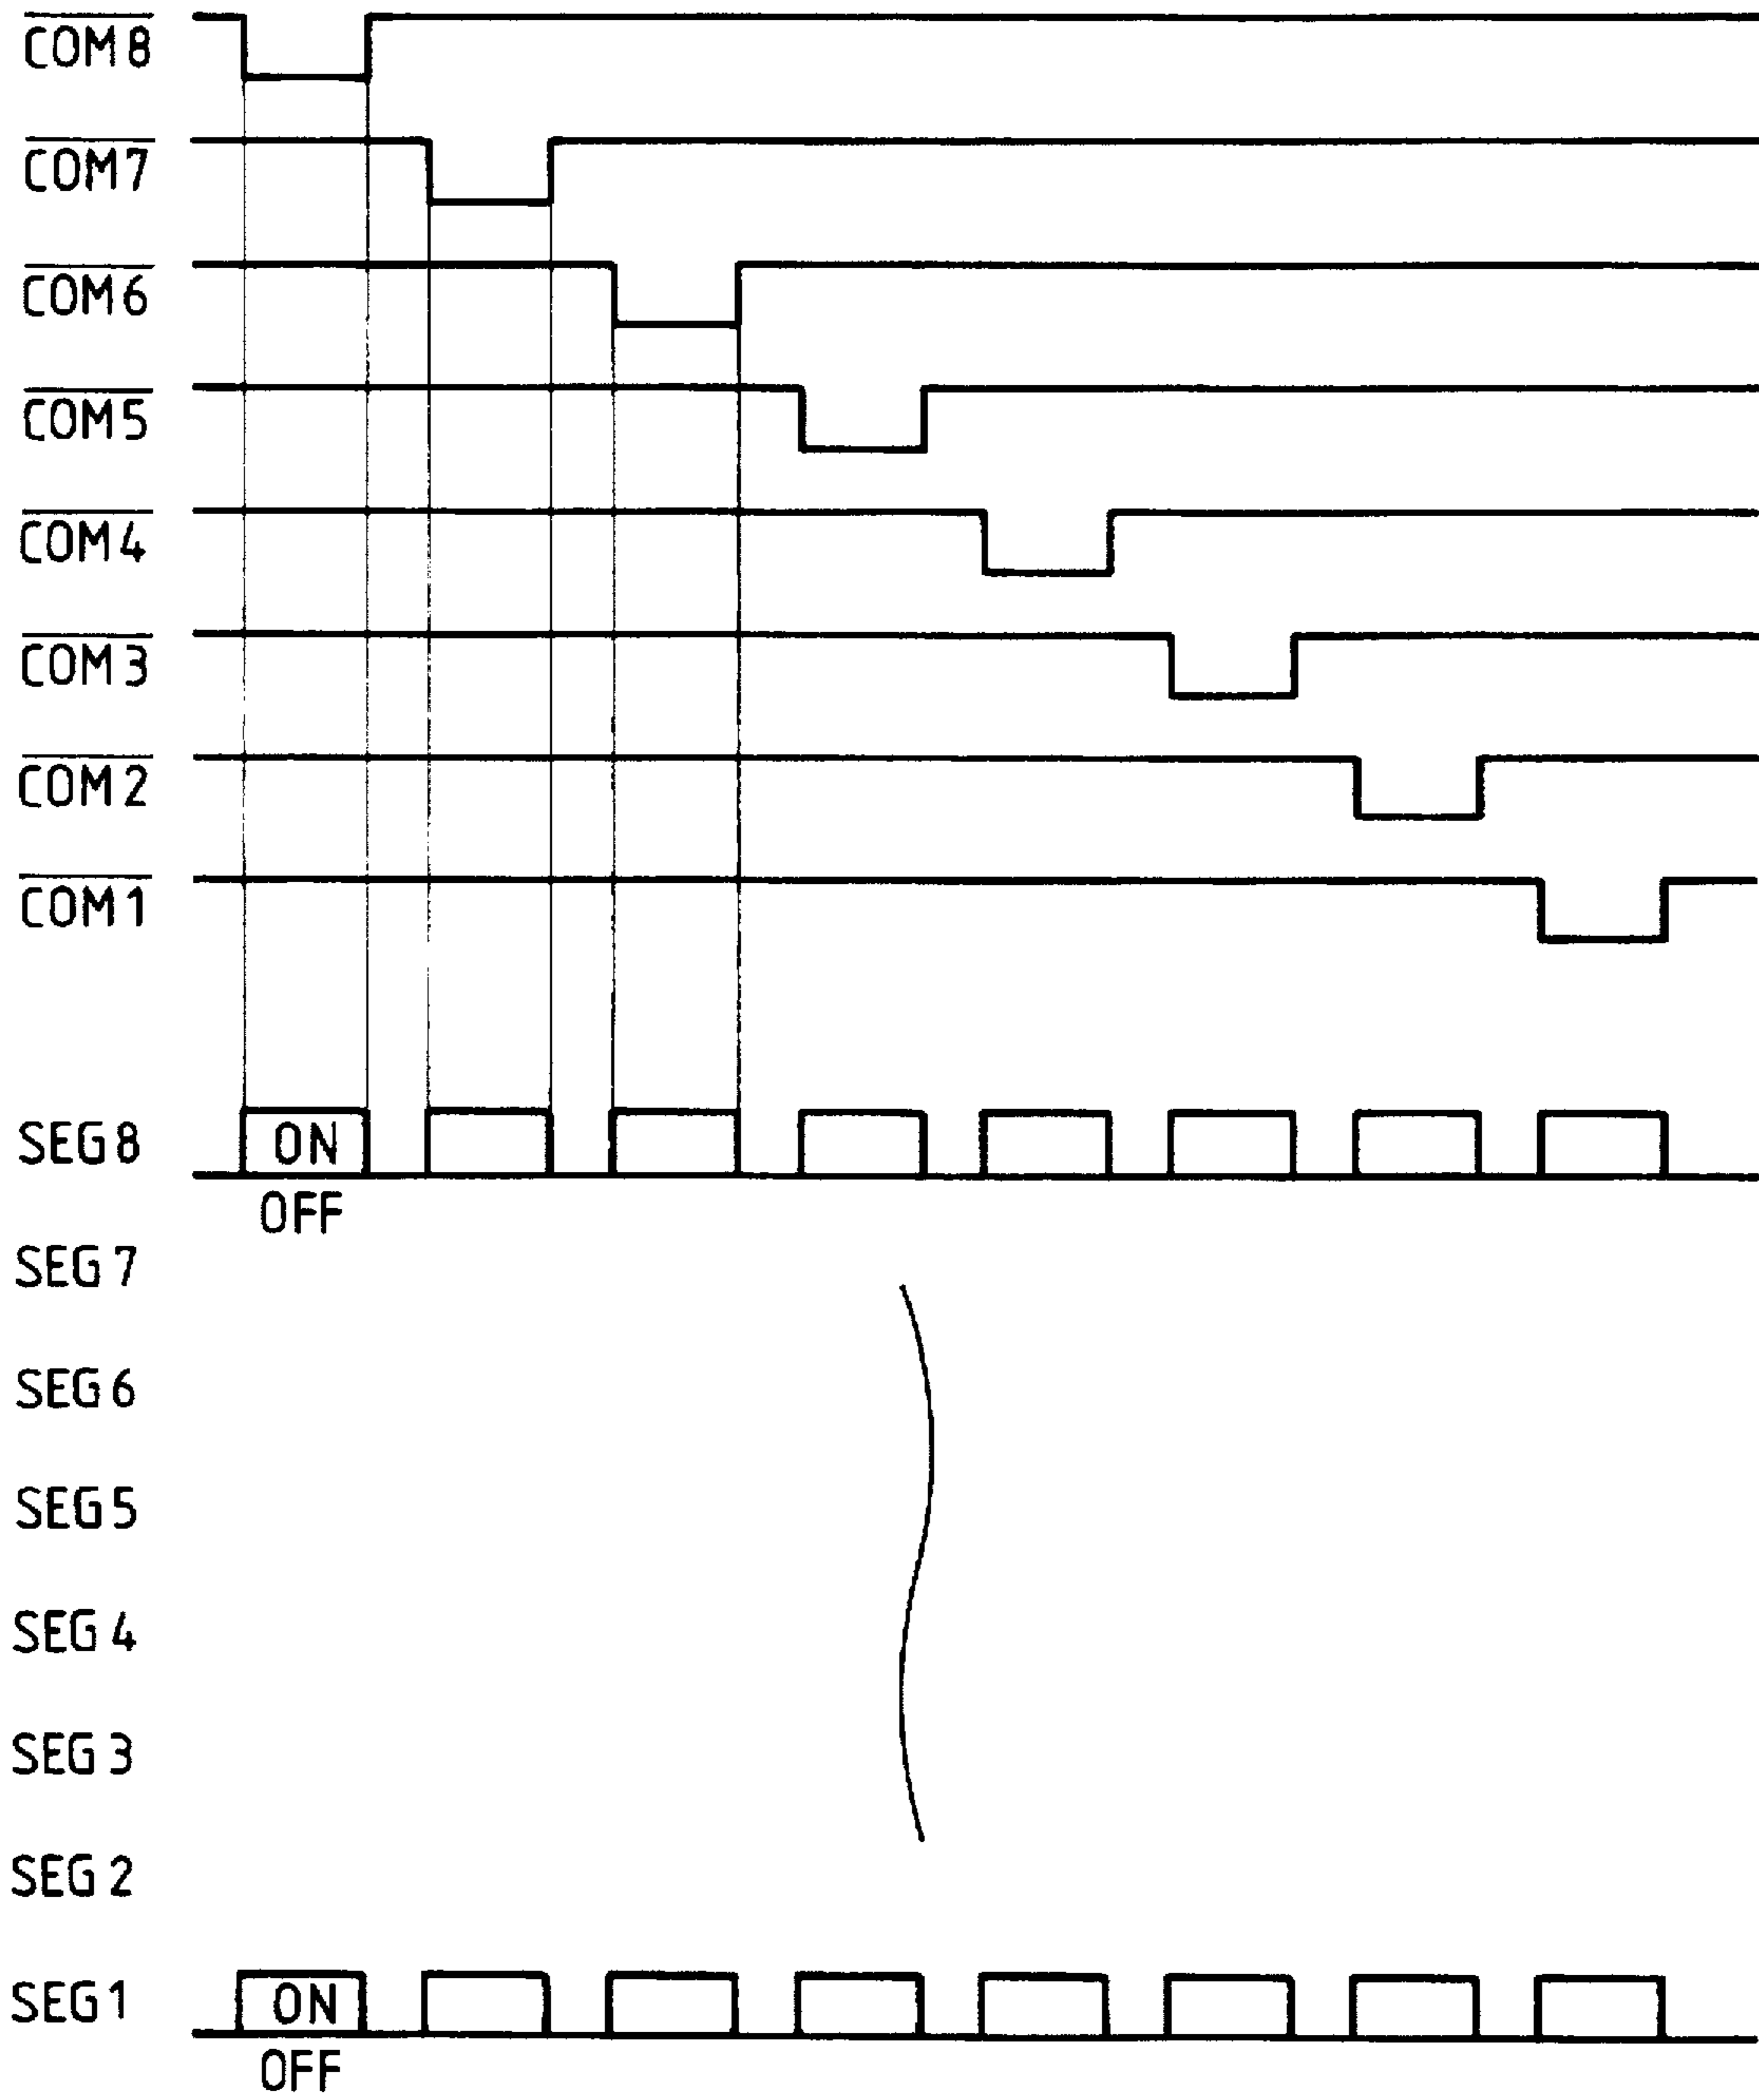 COM8
COM7
COM6
COM5
COM4
COM3
COM2
COM1
SEG8 ON
OFF
SEG7
SEG6
SEG5
SEG4
SEG3
SEG2
SEG1 ON
OFF